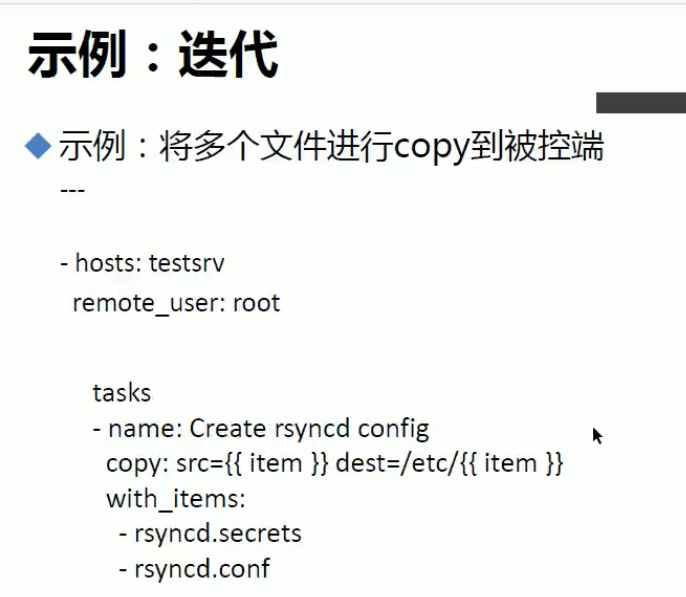 示例：迭代
示例：将多个文件进行copy到被控端
---
- hosts: testsrv
remote_user: root
tasks
- name: Create rsyncd config
copy: src={{ item }} dest=/etc/{{ item }}
with_items:
- rsyncd.secrets
- rsyncd.conf